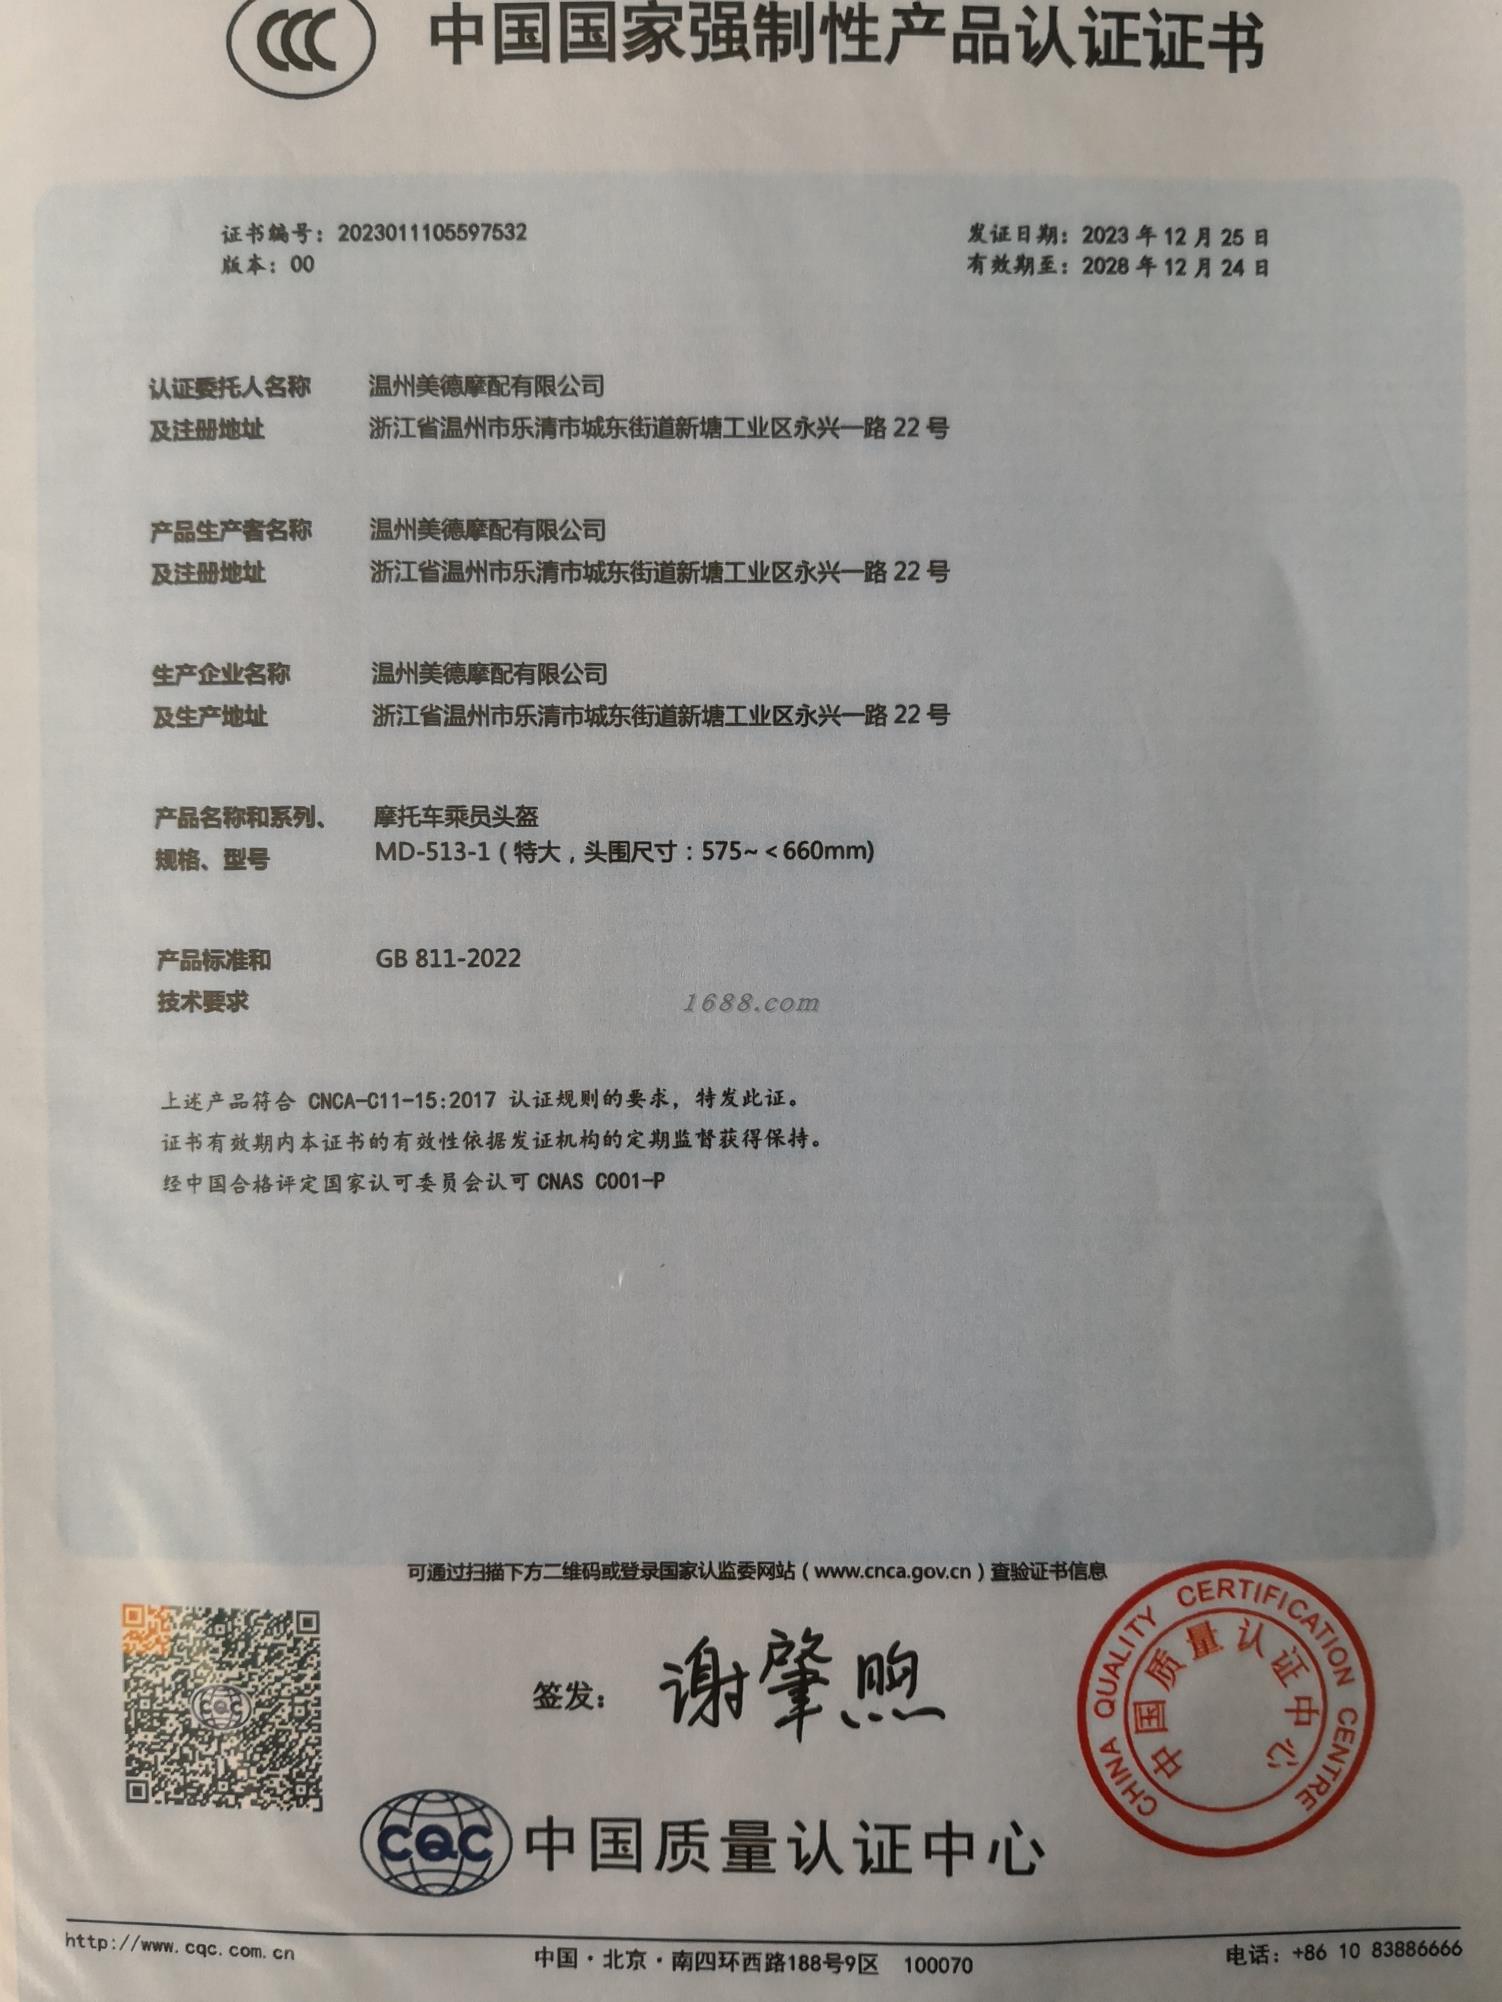 CCC 中国国家强制性产品认证证书
证书编号：2023011105597532
版本：00
发证日期：2023 年 12 月 25 日
有效期至：2028 年 12 月 24 日
认证委托人名称 温州美德摩配有限公司
及注册地址 浙江省温州市乐清市城东街道新塘工业区永兴一路 22 号
产品生产者名称 温州美德摩配有限公司
及注册地址 浙江省温州市乐清市城东街道新塘工业区永兴一路 22 号
生产企业名称 温州美德摩配有限公司
及生产地址 浙江省温州市乐清市城东街道新塘工业区永兴一路 22 号
产品名称和系列、 摩托车乘员头盔
规格、型号 MD-513-1 ( 特大，头围尺寸：575~＜660mm)
产品标准和 GB 811-2022
技术要求
1688.com
上述产品符合 CNCA-C11-15:2017 认证规则的要求，特发此证。
证书有效期内本证书的有效性依据发证机构的定期监督获得保持。
经中国合格评定国家认可委员会认可 CNAS C001-P
可通过扫描下方二维码或登录国家认监委网站（www.cnca.gov.cn）查验证书信息
签发：谢肇煦
CHINA QUALITY CERTIFICATION CENTRE
中国质量认证中心
CQC 中国质量认证中心
http://www.cqc.com.cn
中国·北京·南四环西路188号9区 100070
电话：+86 10 83886666